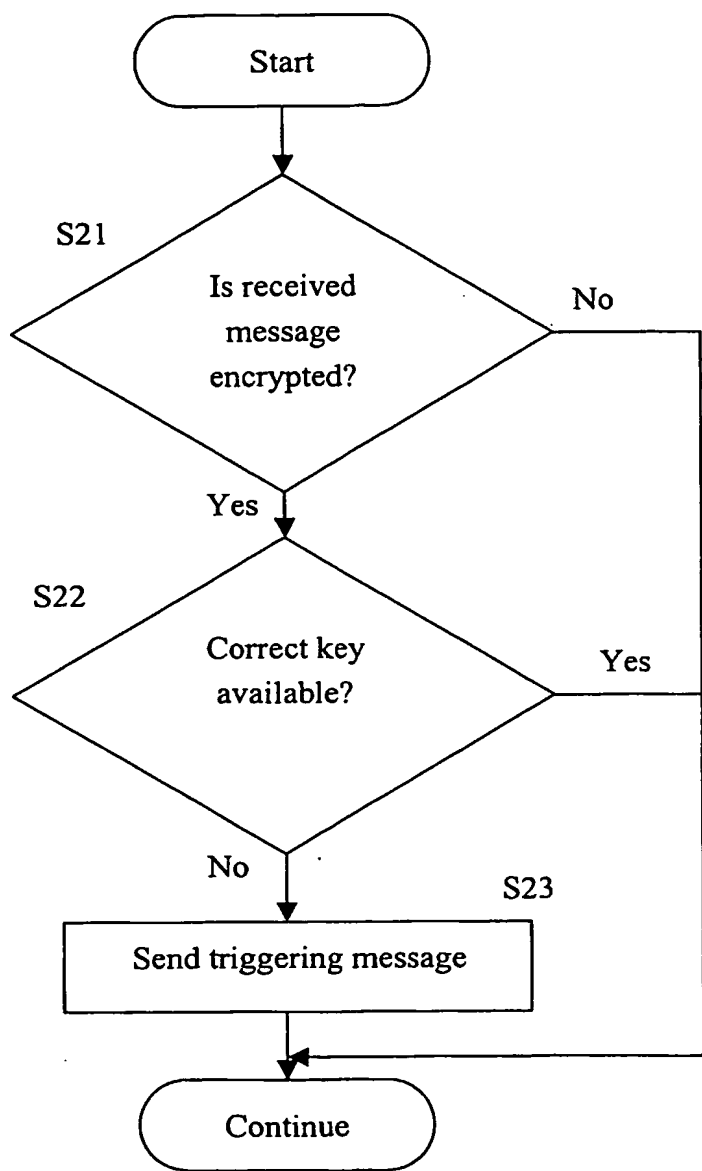 Start
S21
Is received
message
encrypted?
No
Yes
S22
Correct key
available?
Yes
No
S23
Send triggering message
Continue